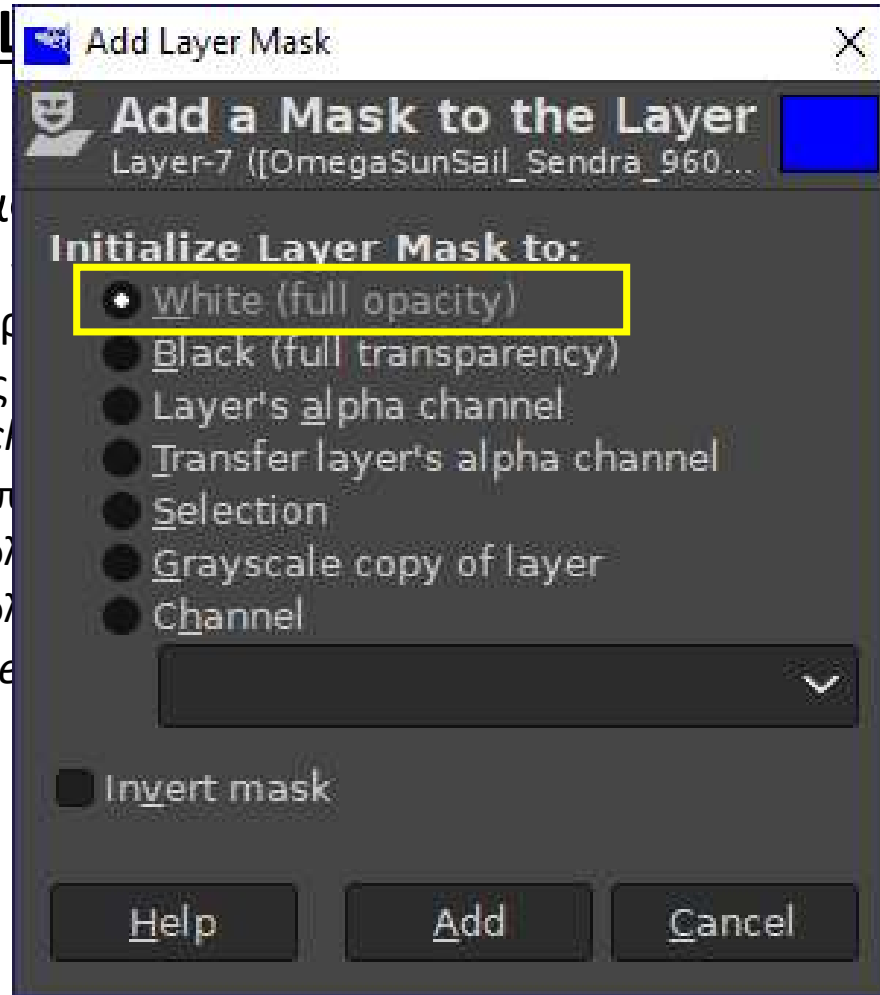 Add Layer Mask
Add a Mask to the Layer
Layer-7 ([OmegaSunSail_Sendra_960...
Initialize Layer Mask to:
White (full opacity)
Black (full transparency)
Layer's alpha channel
Transfer layer's alpha channel
Selection
Grayscale copy of layer
Channel
Invert mask
Help Add Cancel